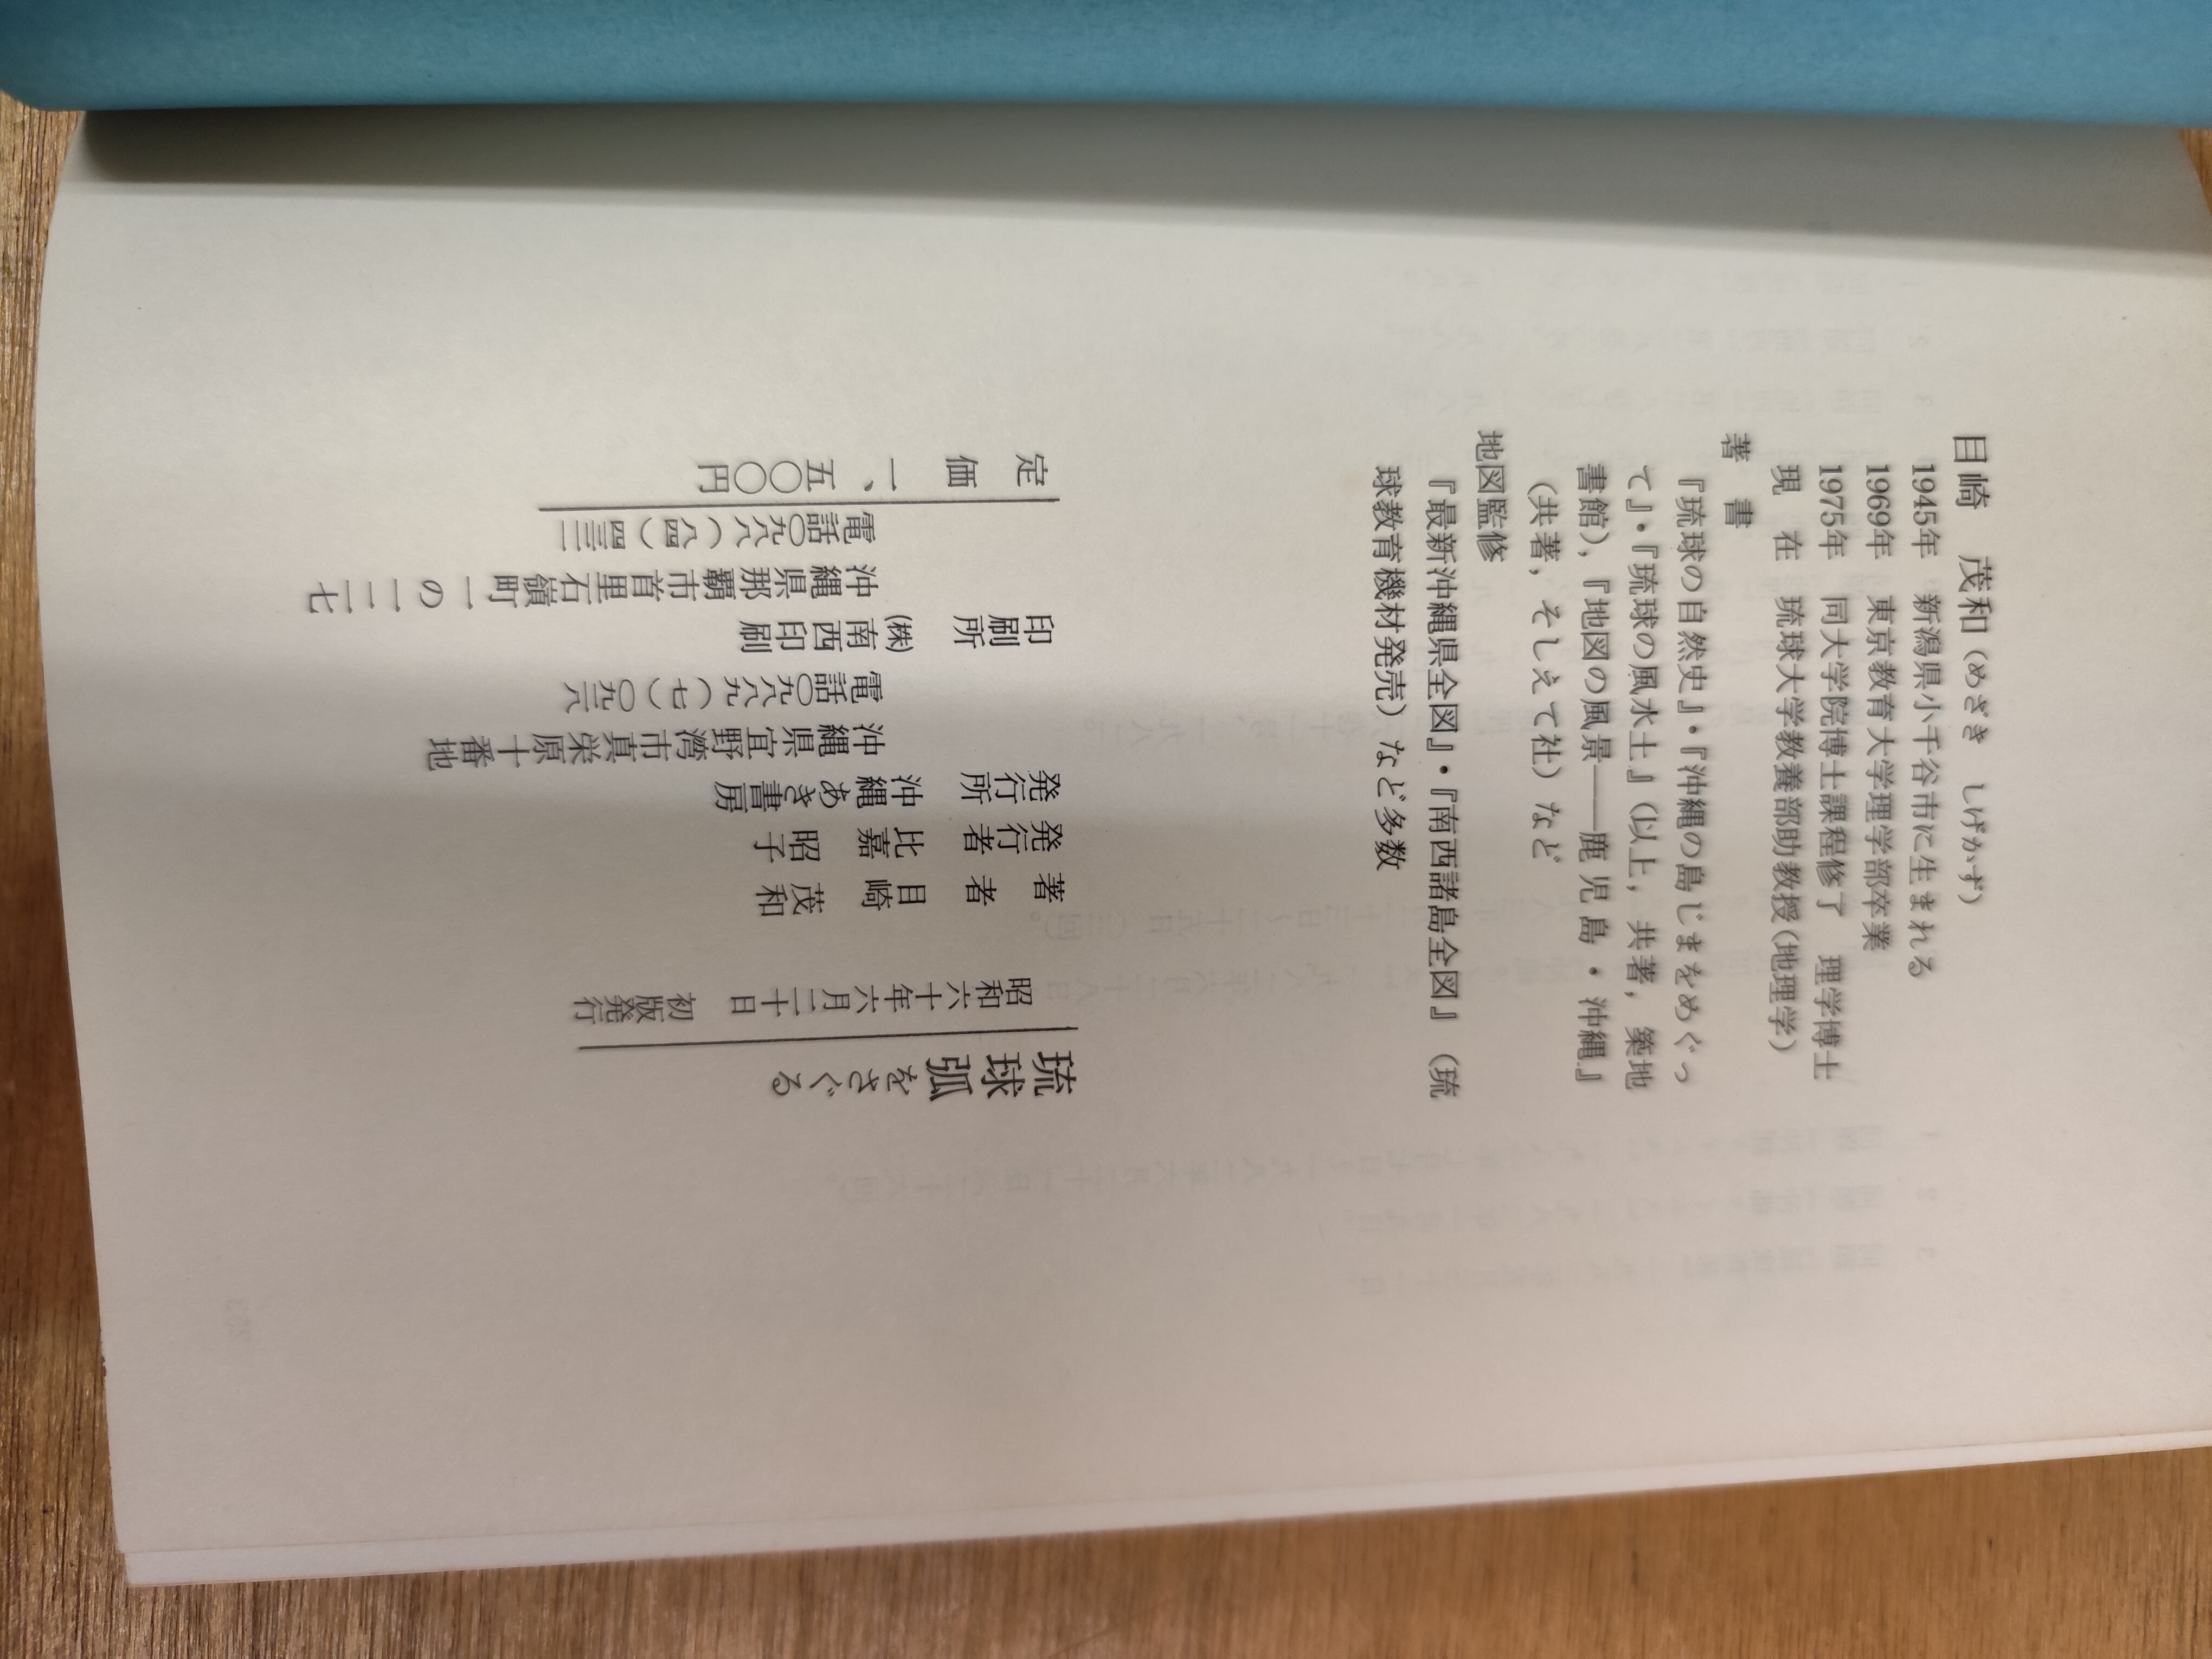 目崎　茂和（めざき　しげかず）
1945年　新潟県小千谷市に生まれる
1969年　東京教育大学理学部卒業
1975年　同大学院博士課程修了　理学博士
現　在　琉球大学教養部助教授（地理学）
著　書
『琉球の自然史』・『沖縄の島じまをめぐっ
て』・『琉球の風水土』（以上，共著，築地
書館），『地図の風景――鹿児島・沖縄』
（共著，そしえて社）など
地図監修
『最新沖縄県全図』・『南西諸島全図』（琉
球教育機材発売）など多数
琉球弧をさぐる
昭和六十年六月二十日　初版発行
著　者　目崎　茂和
発行者　比嘉　昭子
発行所　沖縄あき書房
沖縄県宜野湾市真栄原十番地
電話〇九八九（七）〇九二六
印刷所　㈱南西印刷
沖縄県那覇市首里石嶺町一の一二七
電話〇九八八（八四）四三二一
定　価　一、五〇〇円